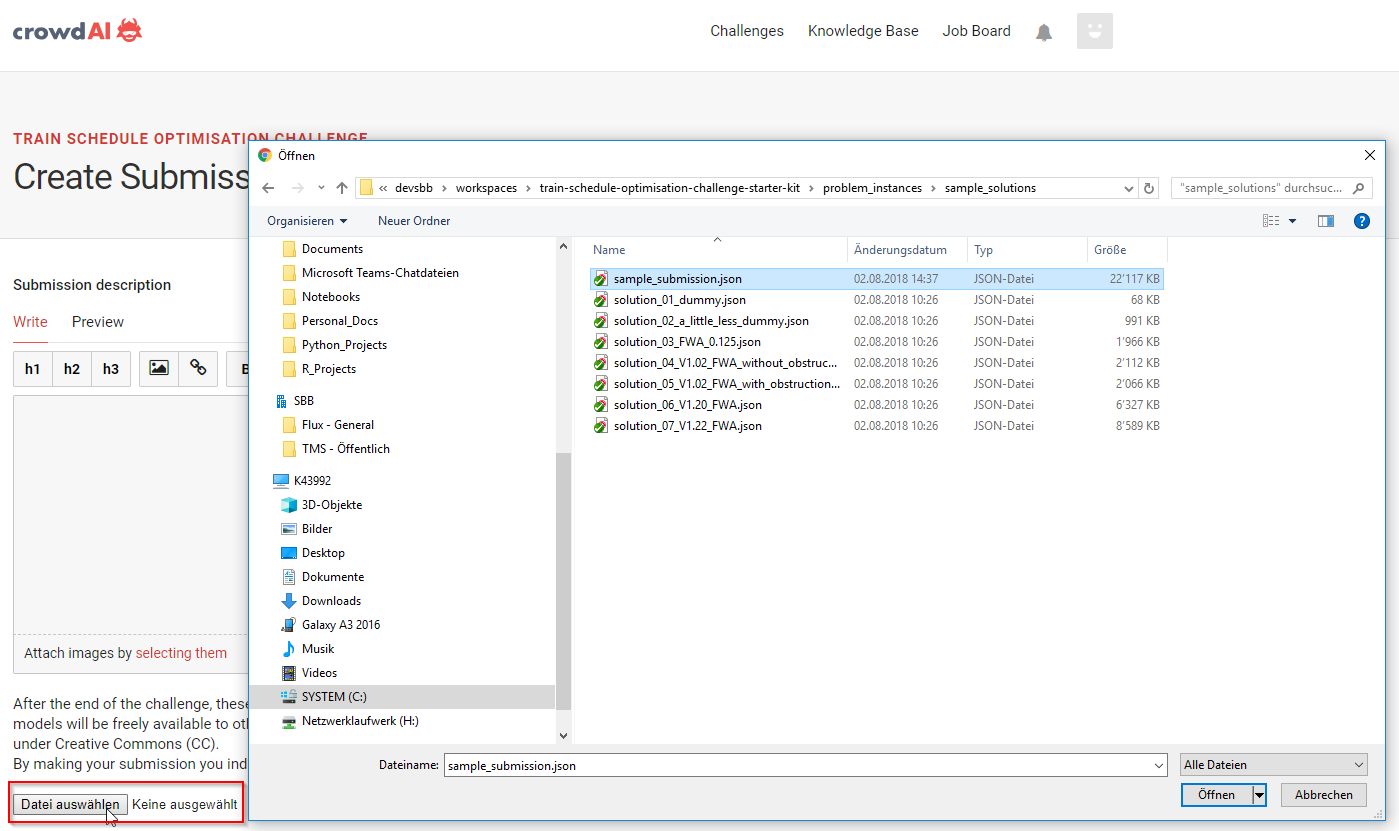 crowdAI
Challenges Knowledge Base Job Board
TRAIN SCHEDULE OPTIMISATION CHALLENGE
Create Submiss
Submission description
Write Preview
h1 h2 h3 B
Attach images by selecting them
After the end of the challenge, these
models will be freely available to ot
under Creative Commons (CC).
By making your submission you ind
Datei auswählen Keine ausgewählt
Öffnen
« devsbb › workspaces › train-schedule-optimisation-challenge-starter-kit › problem_instances › sample_solutions
"sample_solutions" durchsuc...
Organisieren Neuer Ordner
Documents
Microsoft Teams-Chatdateien
Notebooks
Personal_Docs
Python_Projects
R_Projects
SBB
Flux - General
TMS - Öffentlich
K43992
3D-Objekte
Bilder
Desktop
Dokumente
Downloads
Galaxy A3 2016
Musik
Videos
SYSTEM (C:)
Netzwerklaufwerk (H:)
Name Änderungsdatum Typ Größe
sample_submission.json 02.08.2018 14:37 JSON-Datei 22'117 KB
solution_01_dummy.json 02.08.2018 10:26 JSON-Datei 68 KB
solution_02_a_little_less_dummy.json 02.08.2018 10:26 JSON-Datei 991 KB
solution_03_FWA_0.125.json 02.08.2018 10:26 JSON-Datei 1'966 KB
solution_04_V1.02_FWA_without_obstruc... 02.08.2018 10:26 JSON-Datei 2'112 KB
solution_05_V1.02_FWA_with_obstruction... 02.08.2018 10:26 JSON-Datei 2'066 KB
solution_06_V1.20_FWA.json 02.08.2018 10:26 JSON-Datei 6'327 KB
solution_07_V1.22_FWA.json 02.08.2018 10:26 JSON-Datei 8'589 KB
Dateiname: sample_submission.json Alle Dateien
Öffnen Abbrechen